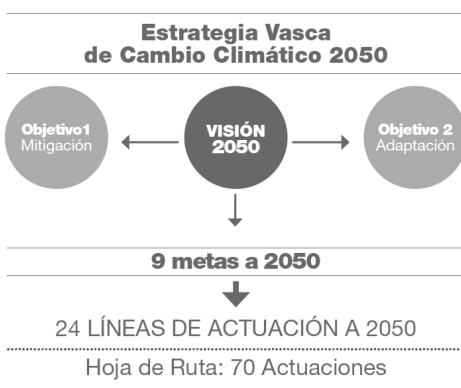 Estrategia Vasca
de Cambio Climático 2050
Objetivo1
Mitigación
VISIÓN
2050
Objetivo 2
Adaptación
9 metas a 2050
24 LÍNEAS DE ACTUACIÓN A 2050
Hoja de Ruta: 70 Actuaciones